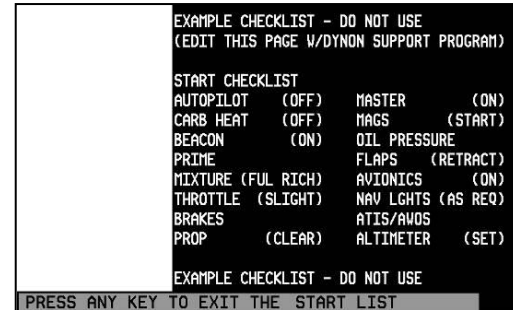 EXAMPLE CHECKLIST - DO NOT USE
(EDIT THIS PAGE W/DYNON SUPPORT PROGRAM)
START CHECKLIST
AUTOPILOT (OFF) MASTER (ON)
CARB HEAT (OFF) MAGS (START)
BEACON (ON) OIL PRESSURE
PRIME FLAPS (RETRACT)
MIXTURE (FUL RICH) AVIONICS (ON)
THROTTLE (SLIGHT) NAV LGHTS (AS REQ)
BRAKES ATIS/AWOS
PROP (CLEAR) ALTIMETER (SET)
EXAMPLE CHECKLIST - DO NOT USE
PRESS ANY KEY TO EXIT THE START LIST